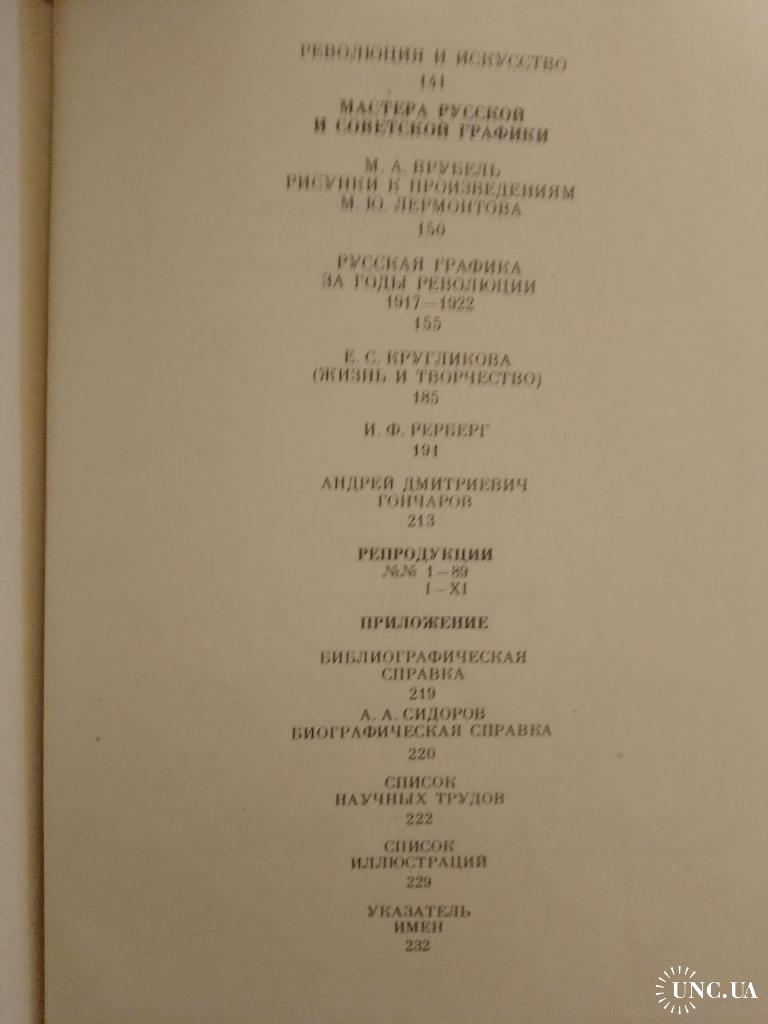 РЕВОЛЮЦИЯ И ИСКУССТВО
141
МАСТЕРА РУССКОЙ
И СОВЕТСКОЙ ГРАФИКИ
М. А. ВРУБЕЛЬ
РИСУНКИ К ПРОИЗВЕДЕНИЯМ
М. Ю. ЛЕРМОНТОВА
150
РУССКАЯ ГРАФИКА
ЗА ГОДЫ РЕВОЛЮЦИИ
1917—1922
155
Е. С. КРУГЛИКОВА
(ЖИЗНЬ И ТВОРЧЕСТВО)
185
И. Ф. РЕРБЕРГ
191
АНДРЕЙ ДМИТРИЕВИЧ
ГОНЧАРОВ
213
РЕПРОДУКЦИИ
№№ 1—89
I—XI
ПРИЛОЖЕНИЕ
БИБЛИОГРАФИЧЕСКАЯ
СПРАВКА
219
А. А. СИДОРОВ
БИОГРАФИЧЕСКАЯ СПРАВКА
220
СПИСОК
НАУЧНЫХ ТРУДОВ
222
СПИСОК
ИЛЛЮСТРАЦИЙ
229
УКАЗАТЕЛЬ
ИМЕН
232
UNC.UA